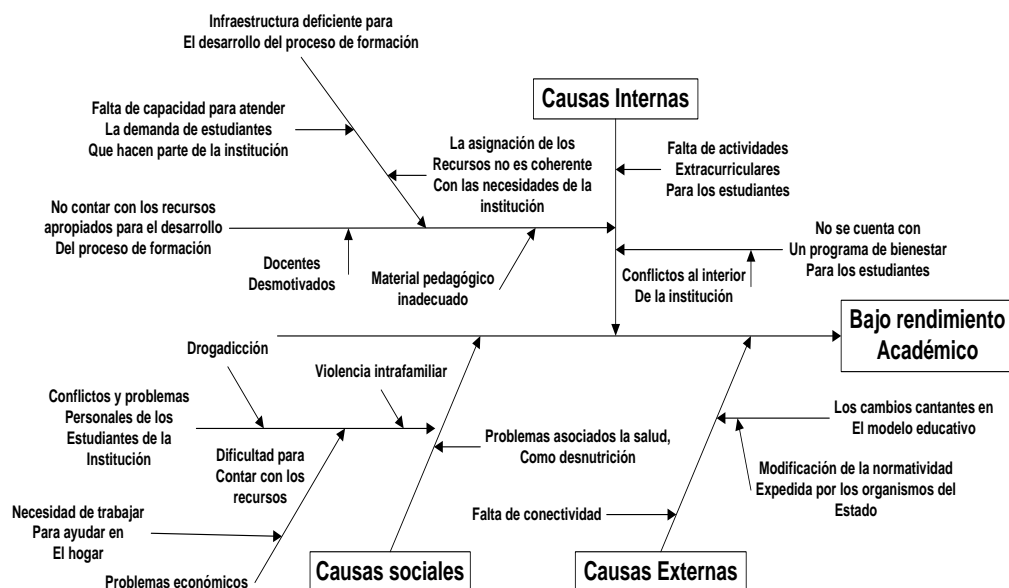 Infraestructura deficiente para
El desarrollo del proceso de formación
Causas Internas
Falta de capacidad para atender
La demanda de estudiantes
Que hacen parte de la institución
La asignación de los
Recursos no es coherente
Con las necesidades de la
institución
Falta de actividades
Extracurriculares
Para los estudiantes
No contar con los recursos
apropiados para el desarrollo
Del proceso de formación
No se cuenta con
Un programa de bienestar
Para los estudiantes
Docentes
Desmotivados
Material pedagógico
inadecuado
Conflictos al interior
De la institución
Bajo rendimiento
Académico
Drogadicción
Violencia intrafamiliar
Conflictos y problemas
Personales de los
Estudiantes de la
Institución
Los cambios cantantes en
El modelo educativo
Problemas asociados la salud,
Como desnutrición
Dificultad para
Contar con los
recursos
Modificación de la normatividad
Expedida por los organismos del
Estado
Necesidad de trabajar
Para ayudar en
El hogar
Falta de conectividad
Problemas económicos
Causas sociales
Causas Externas